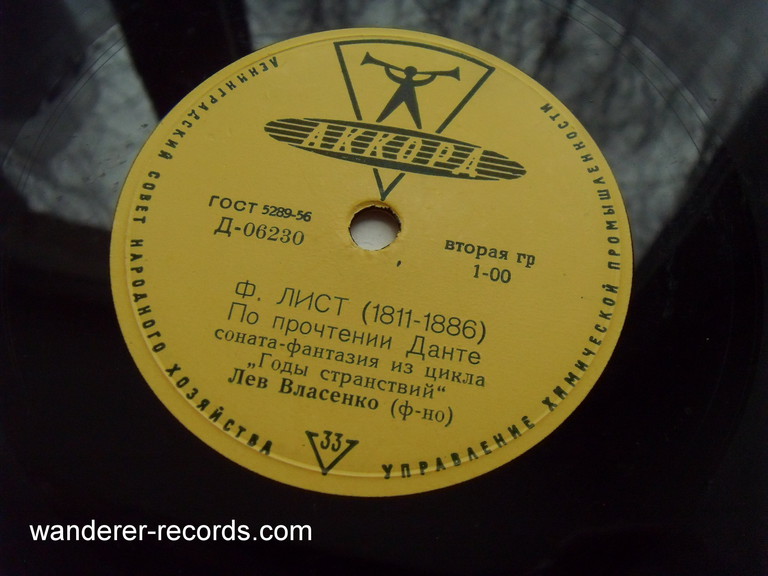 ЛЕНИНГРАДСКИЙ СОВЕТ НАРОДНОГО ХОЗЯЙСТВА
УПРАВЛЕНИЕ ХИМИЧЕСКОЙ ПРОМЫШЛЕННОСТИ
АККОРД
ГОСТ 5289-56
Д-06230
вторая гр
1-00
Ф. ЛИСТ (1811-1886)
По прочтении Данте
соната-фантазия из цикла
„Годы странствий“
Лев Власенко (ф-но)
33
wanderer-records.com